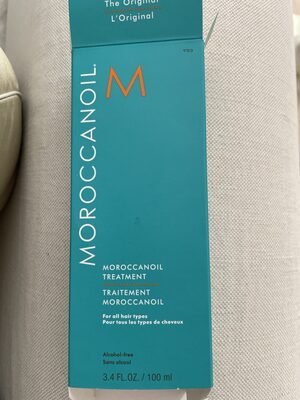 The Original
L'Original
MOROCCANOIL®
M
MOROCCANOIL
TREATMENT
TRAITEMENT
MOROCCANOIL
For all hair types
Pour tous les types de cheveux
Alcohol-free
Sans alcool
3.4 FL.OZ. / 100 ml